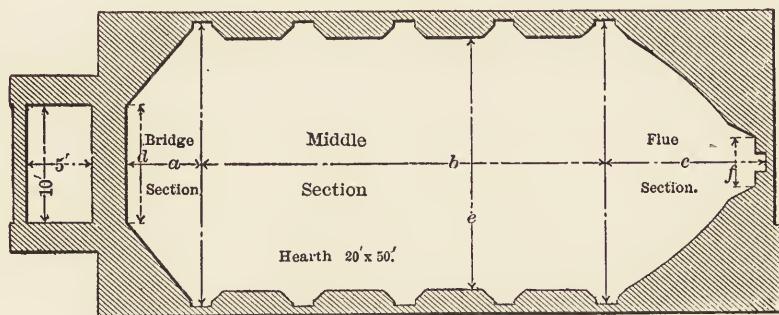 Bridge
Section
Middle
Section
Flue
Section.
Hearth 20' x 50.'
5'
10'
a
b
c
d
e
f